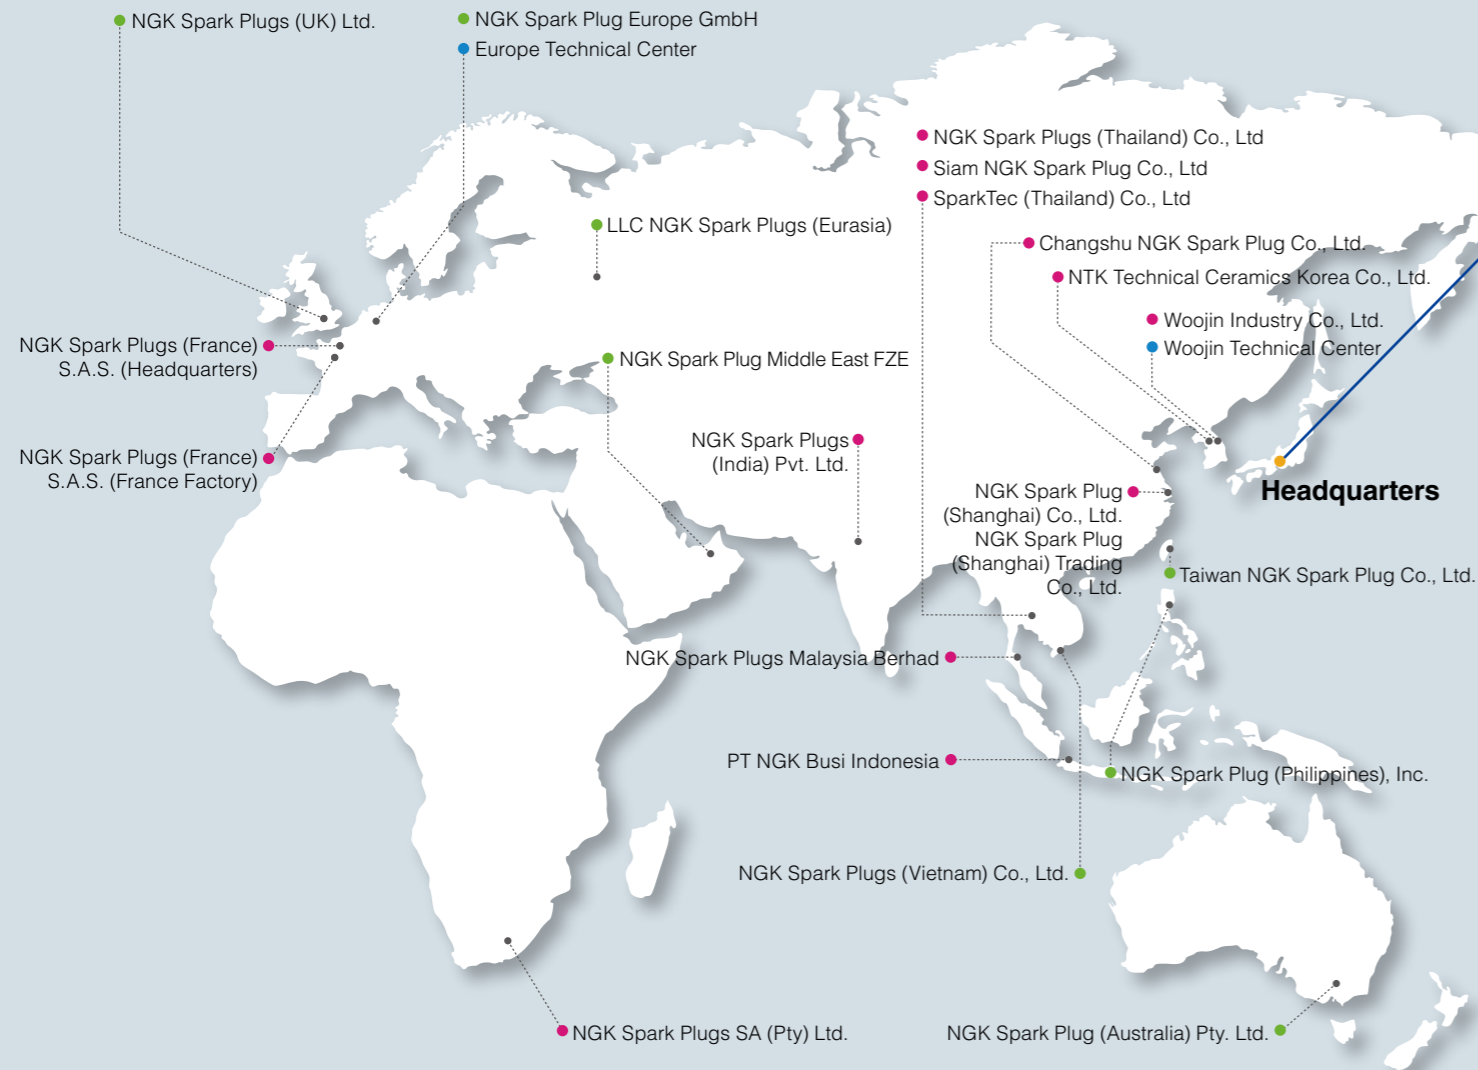 NGK Spark Plugs (UK) Ltd.
NGK Spark Plug Europe GmbH
Europe Technical Center
NGK Spark Plugs (Thailand) Co., Ltd
Siam NGK Spark Plug Co., Ltd
SparkTec (Thailand) Co., Ltd
LLC NGK Spark Plugs (Eurasia)
Changshu NGK Spark Plug Co., Ltd.
NTK Technical Ceramics Korea Co., Ltd.
Woojin Industry Co., Ltd.
Woojin Technical Center
NGK Spark Plugs (France)
S.A.S. (Headquarters)
NGK Spark Plug Middle East FZE
NGK Spark Plugs
(India) Pvt. Ltd.
NGK Spark Plugs (France)
S.A.S. (France Factory)
Headquarters
NGK Spark Plug
(Shanghai) Co., Ltd.
NGK Spark Plug
(Shanghai) Trading
Co., Ltd.
Taiwan NGK Spark Plug Co., Ltd.
NGK Spark Plugs Malaysia Berhad
PT NGK Busi Indonesia
NGK Spark Plug (Philippines), Inc.
NGK Spark Plugs (Vietnam) Co., Ltd.
NGK Spark Plugs SA (Pty) Ltd.
NGK Spark Plug (Australia) Pty. Ltd.